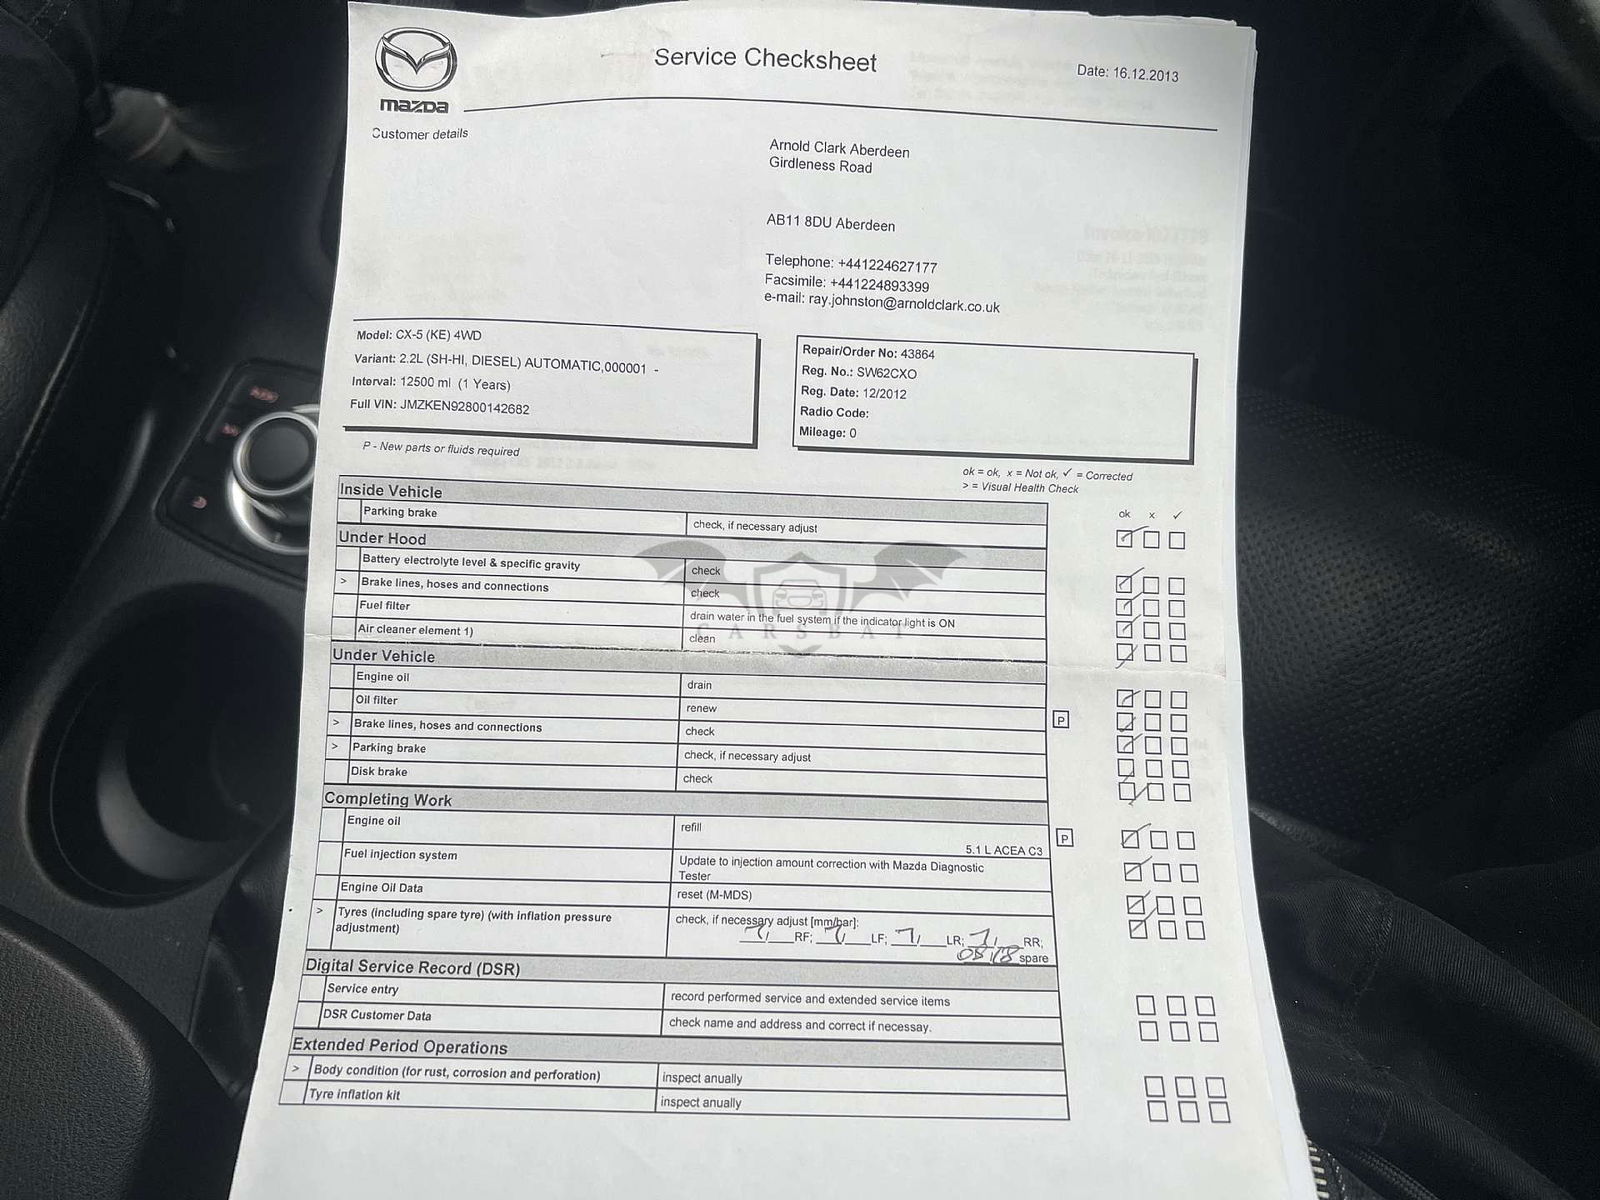 mazda
Service Checksheet
Date: 16.12.2013
Customer details
Arnold Clark Aberdeen
Girdleness Road
AB11 8DU Aberdeen
Telephone: +441224627177
Facsimile: +441224893399
e-mail: ray.johnston@arnoldclark.co.uk
Model: CX-5 (KE) 4WD
Variant: 2.2L (SH-HI, DIESEL) AUTOMATIC,000001 -
Interval: 12500 ml (1 Years)
Full VIN: JMZKEN92800142682
Repair/Order No: 43864
Reg. No.: SW62CXO
Reg. Date: 12/2012
Radio Code:
Mileage: 0
P - New parts or fluids required
ok = ok, x = Not ok, ✓ = Corrected
> = Visual Health Check
ok x ✓
Inside Vehicle
Parking brake check, if necessary adjust
Under Hood
Battery electrolyte level & specific gravity check
> Brake lines, hoses and connections check
Fuel filter drain water in the fuel system if the indicator light is ON
Air cleaner element 1) clean
CARSBAT
Under Vehicle
Engine oil drain
Oil filter renew P
> Brake lines, hoses and connections check
> Parking brake check, if necessary adjust
Disk brake check
Completing Work
Engine oil refill P
5.1 L ACEA C3
Fuel injection system Update to injection amount correction with Mazda Diagnostic
Tester
Engine Oil Data reset (M-MDS)
> Tyres (including spare tyre) (with inflation pressure check, if necessary adjust [mm/bar]:
adjustment) 7/ RF; 7/ LF; 7/ LR; 7/ RR;
spare
Digital Service Record (DSR)
Service entry record performed service and extended service items
DSR Customer Data check name and address and correct if necessay.
Extended Period Operations
> Body condition (for rust, corrosion and perforation) inspect anually
Tyre inflation kit inspect anually